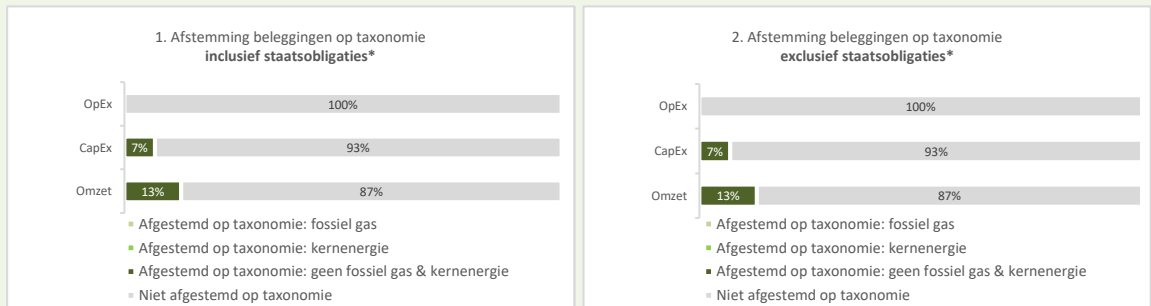 1. Afstemming beleggingen op taxonomie
inclusief staatsobligaties*
OpEx
100%
CapEx
7%
93%
Omzet
13%
87%
Afgestemd op taxonomie: fossiel gas
Afgestemd op taxonomie: kernenergie
Afgestemd op taxonomie: geen fossiel gas & kernenergie
Niet afgestemd op taxonomie
2. Afstemming beleggingen op taxonomie
exclusief staatsobligaties*
OpEx
100%
CapEx
7%
93%
Omzet
13%
87%
Afgestemd op taxonomie: fossiel gas
Afgestemd op taxonomie: kernenergie
Afgestemd op taxonomie: geen fossiel gas & kernenergie
Niet afgestemd op taxonomie